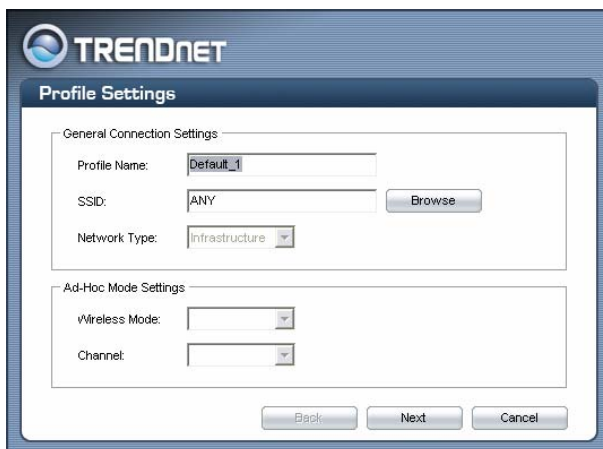 TRENDNET
Profile Settings
General Connection Settings
Profile Name: Default_1
SSID: ANY Browse
Network Type: Infrastructure
Ad-Hoc Mode Settings
Wireless Mode:
Channel:
Back Next Cancel